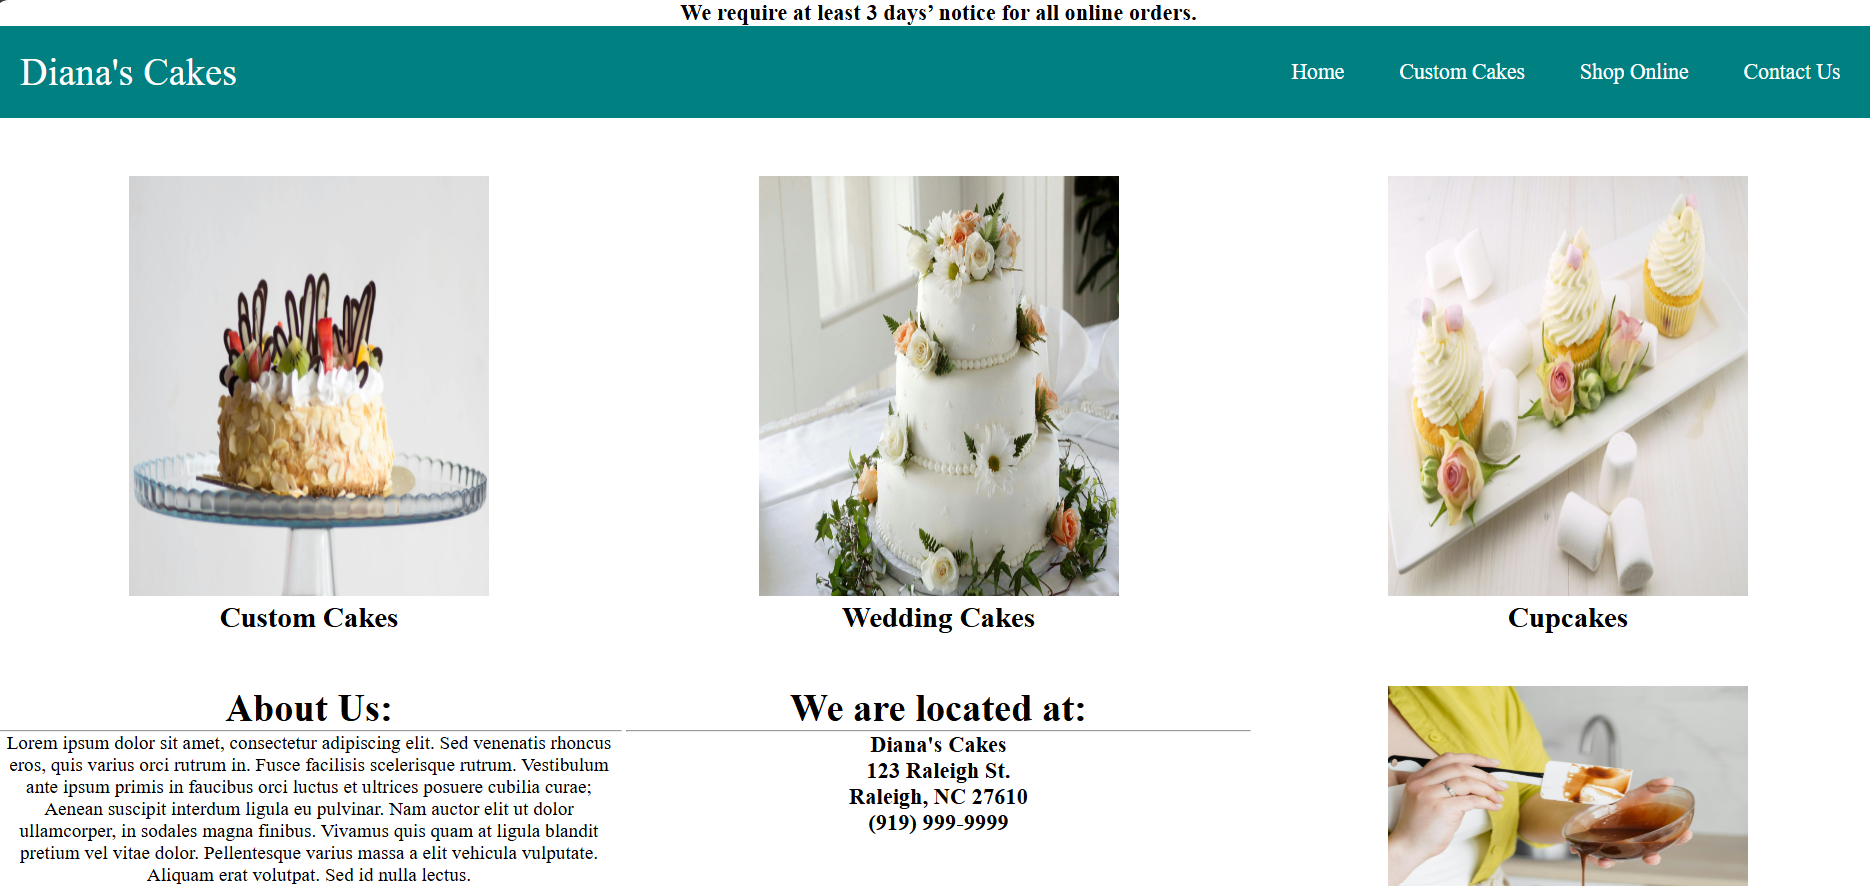 We require at least 3 days’ notice for all online orders.
Diana's Cakes
Home
Custom Cakes
Shop Online
Contact Us
Custom Cakes
Wedding Cakes
Cupcakes
About Us:
Lorem ipsum dolor sit amet, consectetur adipiscing elit. Sed venenatis rhoncus
eros, quis varius orci rutrum in. Fusce facilisis scelerisque rutrum. Vestibulum
ante ipsum primis in faucibus orci luctus et ultrices posuere cubilia curae;
Aenean suscipit interdum ligula eu pulvinar. Nam auctor elit ut dolor
ullamcorper, in sodales magna finibus. Vivamus quis quam at ligula blandit
pretium vel vitae dolor. Pellentesque varius massa a elit vehicula vulputate.
Aliquam erat volutpat. Sed id nulla lectus.
We are located at:
Diana's Cakes
123 Raleigh St.
Raleigh, NC 27610
(919) 999-9999